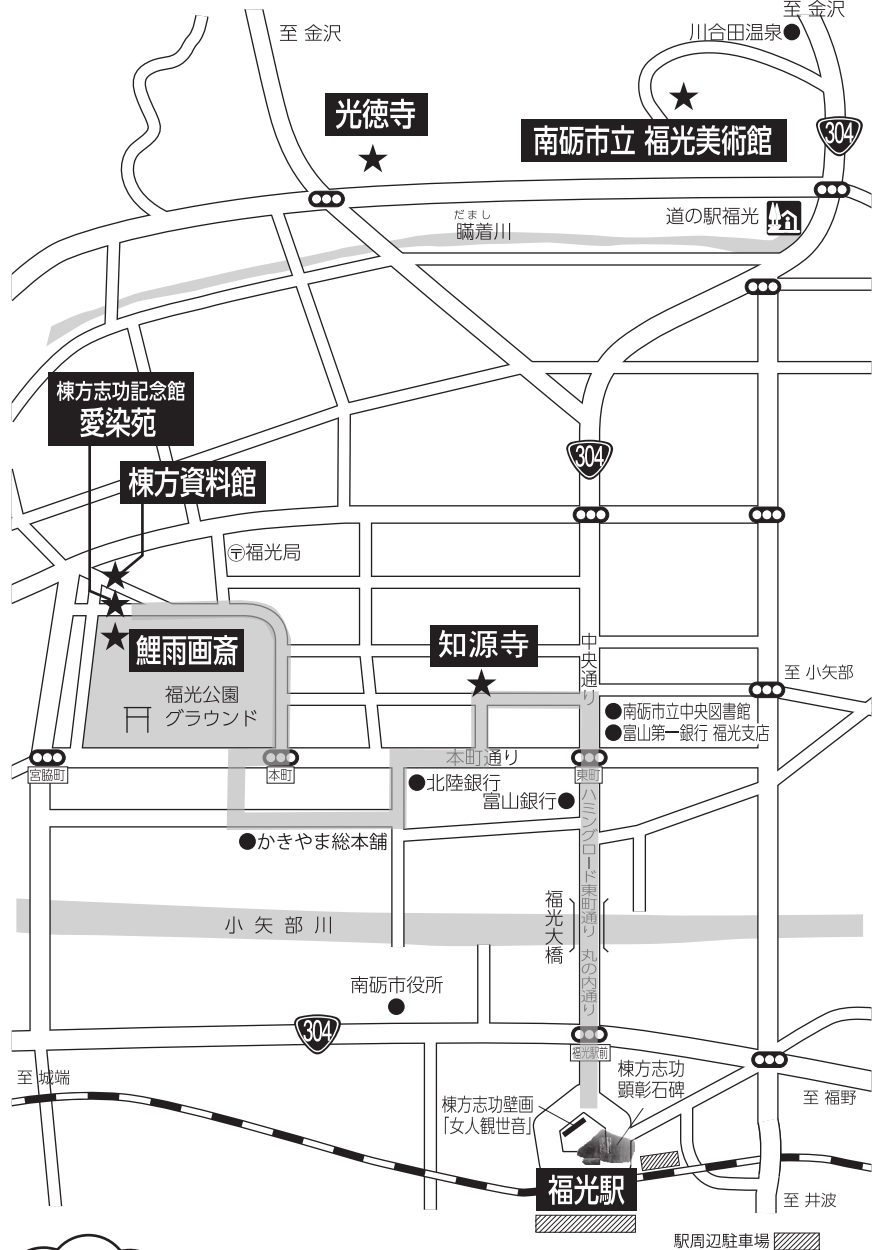 至 金沢
至 金沢
川合田温泉
光徳寺
南砺市立 福光美術館
304
だまし
瞞着川
道の駅福光
棟方志功記念館
愛染苑
304
棟方資料館
〒福光局
鯉雨画斎
知源寺
中央通り
至 小矢部
福光公園
グラウンド
南砺市立中央図書館
富山第一銀行 福光支店
本町通り
宮脇町
本町
東町
北陸銀行
富山銀行
ハミングロード東町通り
かきやま総本舗
福光大橋
小矢部川
丸の内通り
南砺市役所
304
福光駅前
至 城端
棟方志功
顕彰石碑
至 福野
棟方志功壁画
「女人観世音」
福光駅
至 井波
駅周辺駐車場